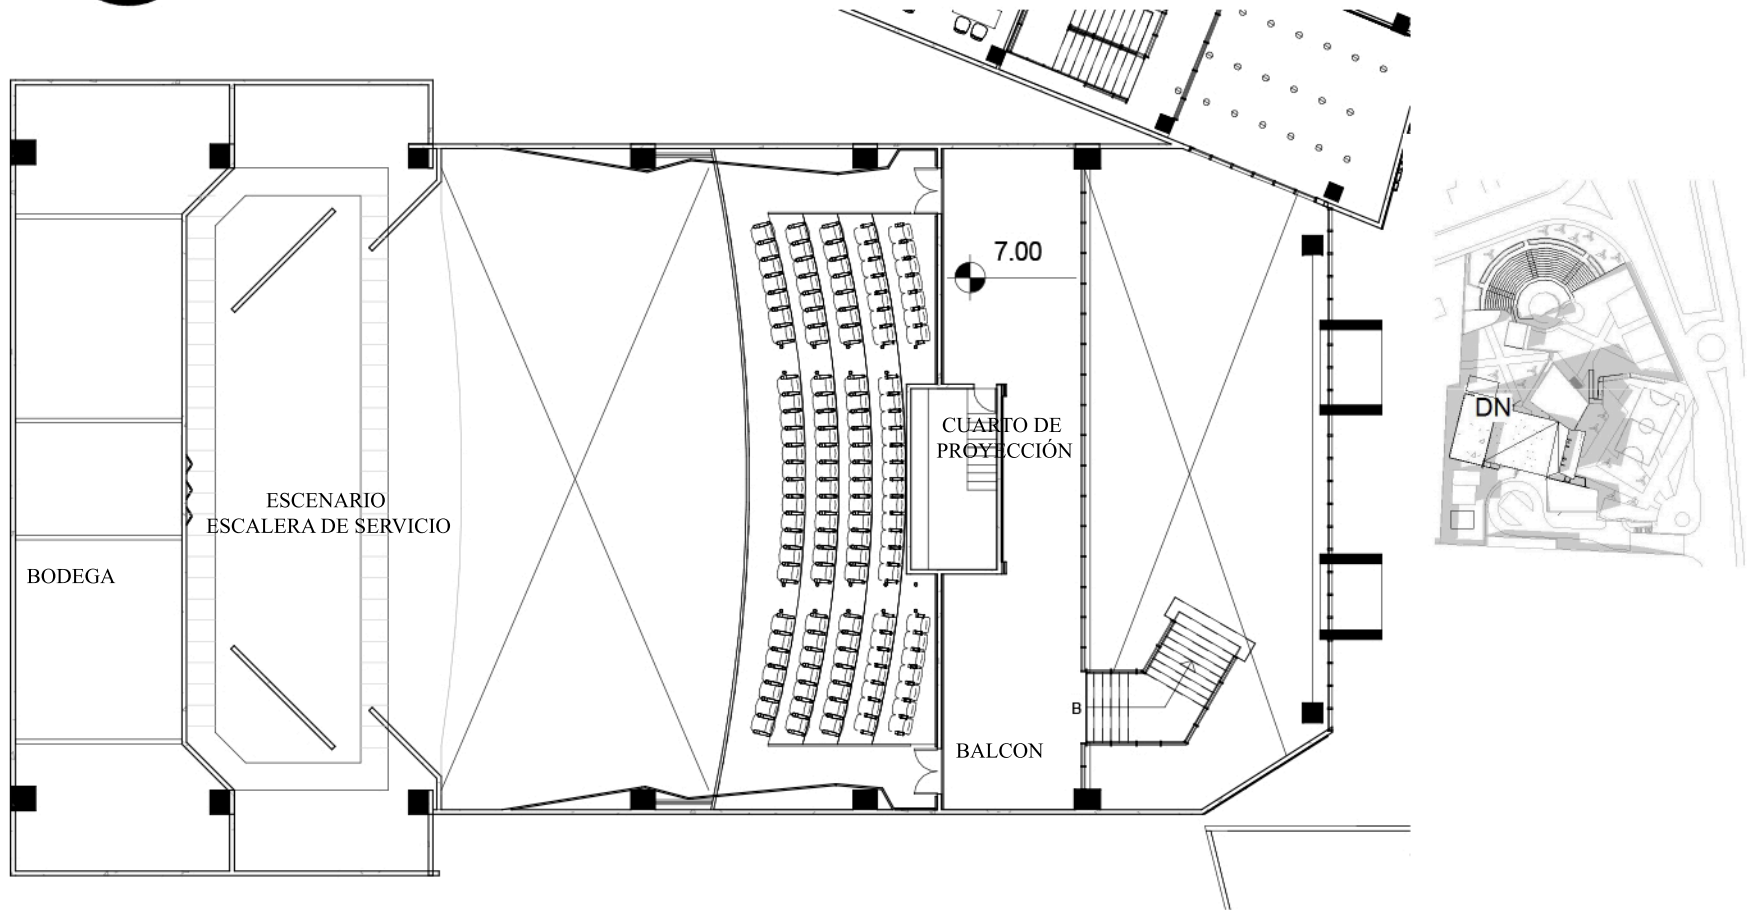 7.00
CUARTO DE
PROYECCIÓN
DN
ESCENARIO
ESCALERA DE SERVICIO
BODEGA
B
BALCON